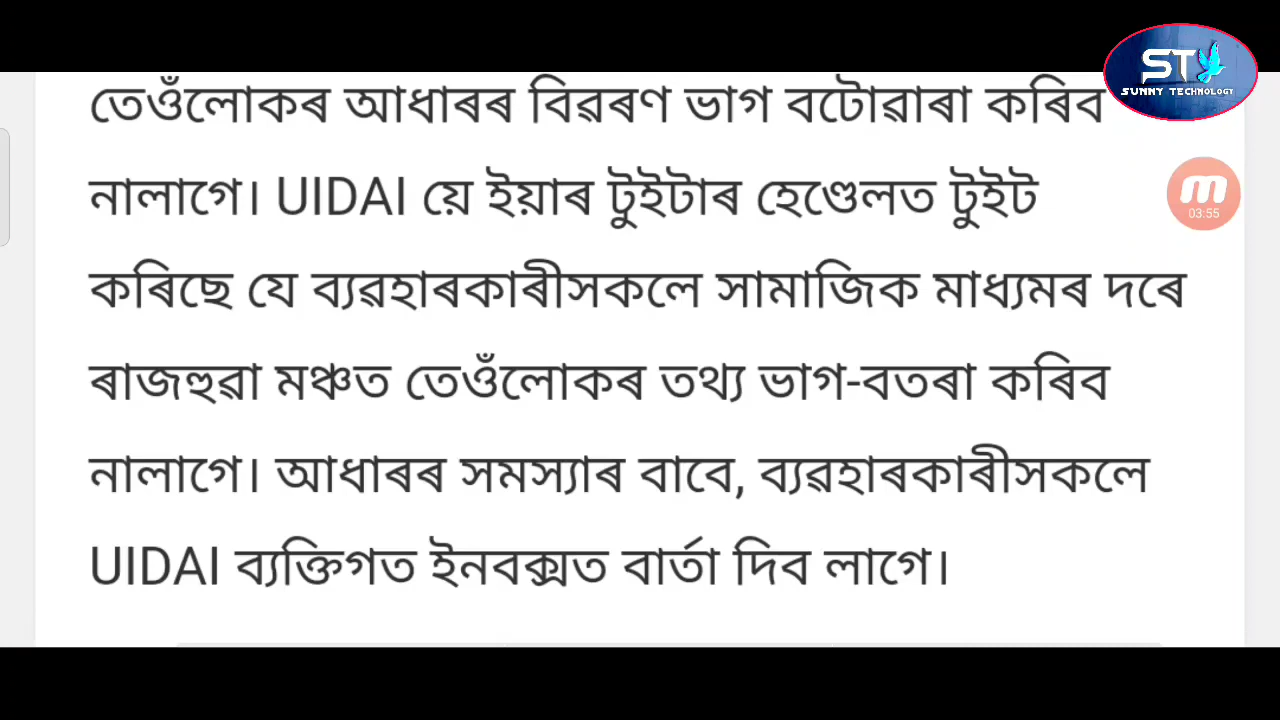 তেওঁলোকৰ আধাৰৰ বিৱৰণ ভাগ বটোৱাৰা কৰিব
নালাগে। UIDAI য়ে ইয়াৰ টুইটাৰ হেণ্ডেলত টুইট
কৰিছে যে ব্যৱহাৰকাৰীসকলে সামাজিক মাধ্যমৰ দৰে
ৰাজহুৱা মঞ্চত তেওঁলোকৰ তথ্য ভাগ-বতৰা কৰিব
নালাগে। আধাৰৰ সমস্যাৰ বাবে, ব্যৱহাৰকাৰীসকলে
UIDAI ব্যক্তিগত ইনবক্সত বাৰ্তা দিব লাগে।
ST
SUNNY TECHNOLOGY
m
03:55